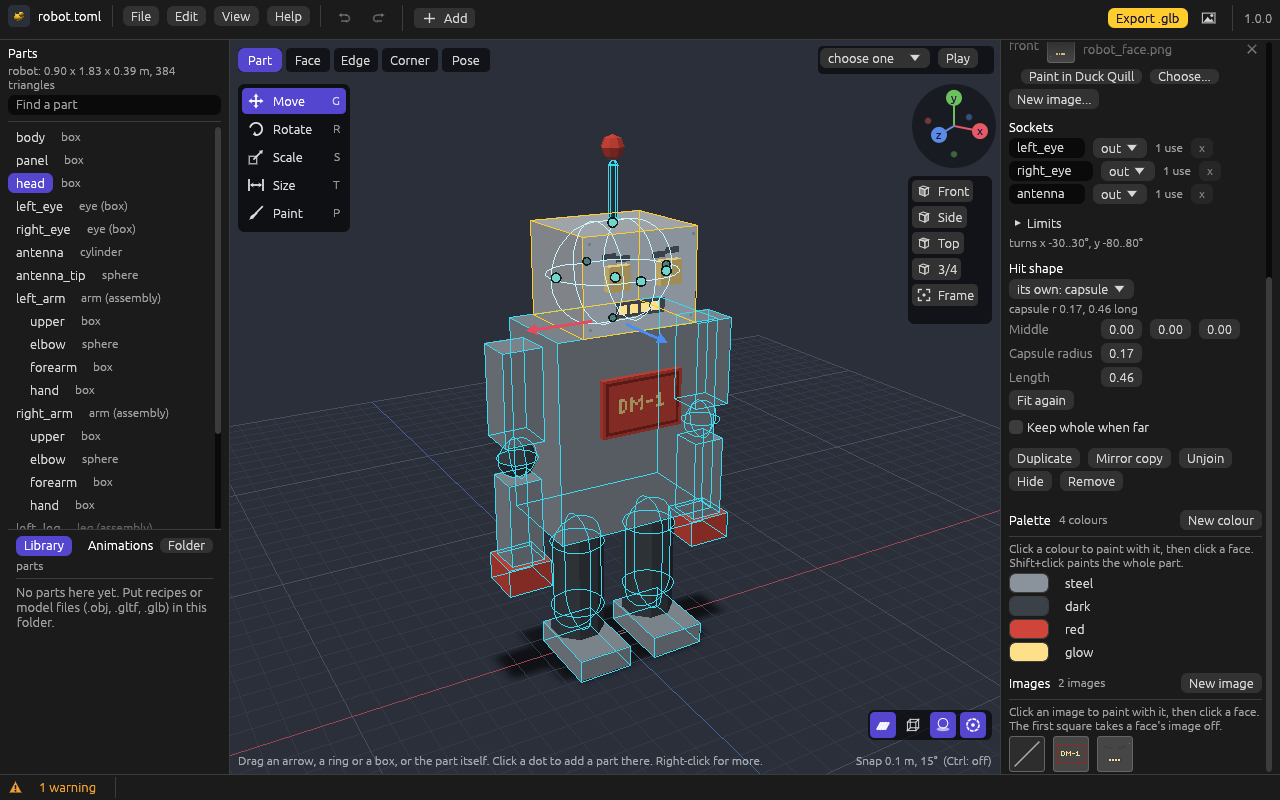 robot.toml File Edit View Help Add Export .glb 1.0.0
Parts
robot: 0.90 x 1.83 x 0.39 m, 384
triangles
Find a part
body box
panel box
head box
left_eye eye (box)
right_eye eye (box)
antenna cylinder
antenna_tip sphere
left_arm arm (assembly)
upper box
elbow sphere
forearm box
hand box
right_arm arm (assembly)
upper box
elbow sphere
forearm box
hand box
left_leg leg (assembly)
Library Animations Folder
parts
No parts here yet. Put recipes or
model files (.obj, .gltf, .glb) in this
folder.
Part Face Edge Corner Pose
Move G
Rotate R
Scale S
Size T
Paint P
choose one Play
y
x
z
Front
Side
Top
3/4
Frame
DM-1
Drag an arrow, a ring or a box, or the part itself. Click a dot to add a part there. Right-click for more.
Snap 0.1 m, 15° (Ctrl: off)
front robot_face.png
Paint in Duck Quill Choose...
New image...
Sockets
left_eye out 1 use x
right_eye out 1 use x
antenna out 1 use x
Limits
turns x -30..30°, y -80..80°
Hit shape
its own: capsule
capsule r 0.17, 0.46 long
Middle 0.00 0.00 0.00
Capsule radius 0.17
Length 0.46
Fit again
Keep whole when far
Duplicate Mirror copy Unjoin
Hide Remove
Palette 4 colours New colour
Click a colour to paint with it, then click a face.
Shift+click paints the whole part.
steel
dark
red
glow
Images 2 images New image
Click an image to paint with it, then click a face.
The first square takes a face's image off.
DM-1
1 warning